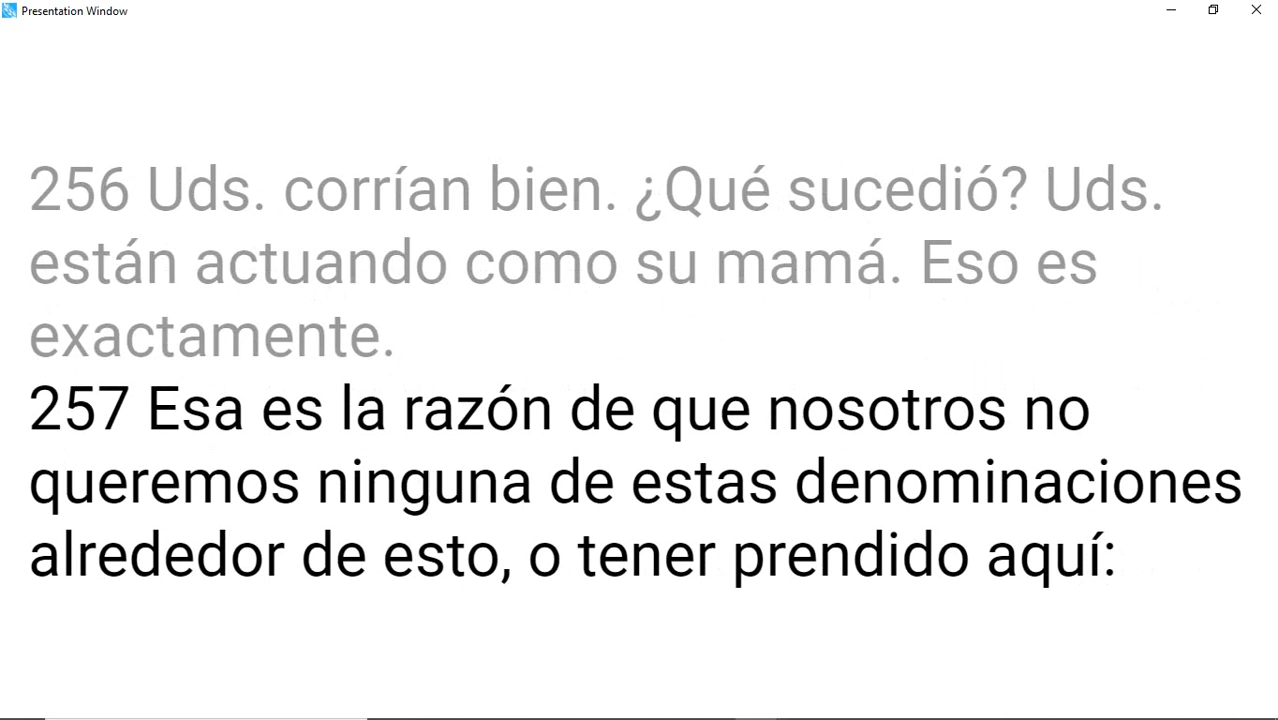 Presentation Window
256 Uds. corrían bien. ¿Qué sucedió? Uds.
están actuando como su mamá. Eso es
exactamente.
257 Esa es la razón de que nosotros no
queremos ninguna de estas denominaciones
alrededor de esto, o tener prendido aquí: